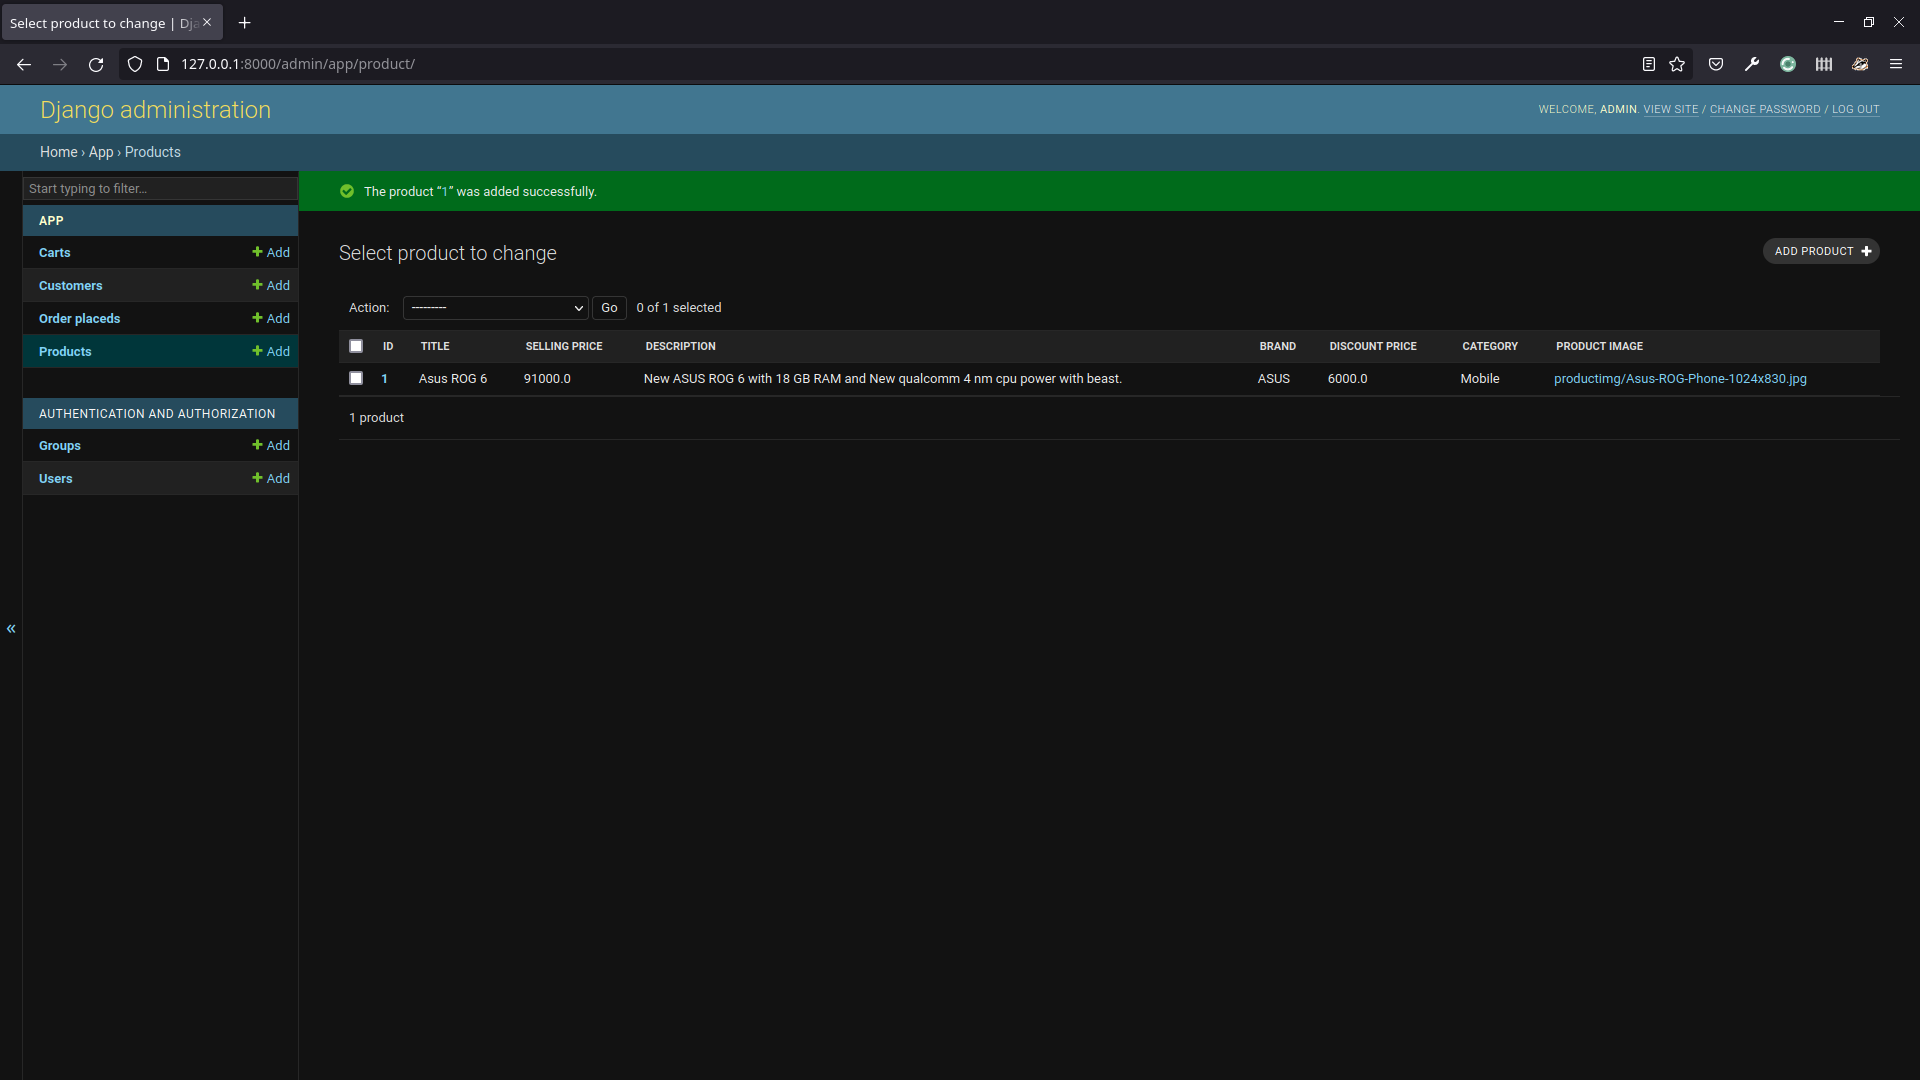 Select product to change | Dja
127.0.0.1:8000/admin/app/product/
Django administration
WELCOME, ADMIN. VIEW SITE / CHANGE PASSWORD / LOG OUT
Home › App › Products
Start typing to filter...
The product “1” was added successfully.
APP
Carts Add
Customers Add
Order placeds Add
Products Add
AUTHENTICATION AND AUTHORIZATION
Groups Add
Users Add
«
Select product to change
ADD PRODUCT
Action: --------- Go 0 of 1 selected
ID TITLE SELLING PRICE DESCRIPTION BRAND DISCOUNT PRICE CATEGORY PRODUCT IMAGE
1 Asus ROG 6 91000.0 New ASUS ROG 6 with 18 GB RAM and New qualcomm 4 nm cpu power with beast. ASUS 6000.0 Mobile productimg/Asus-ROG-Phone-1024x830.jpg
1 product